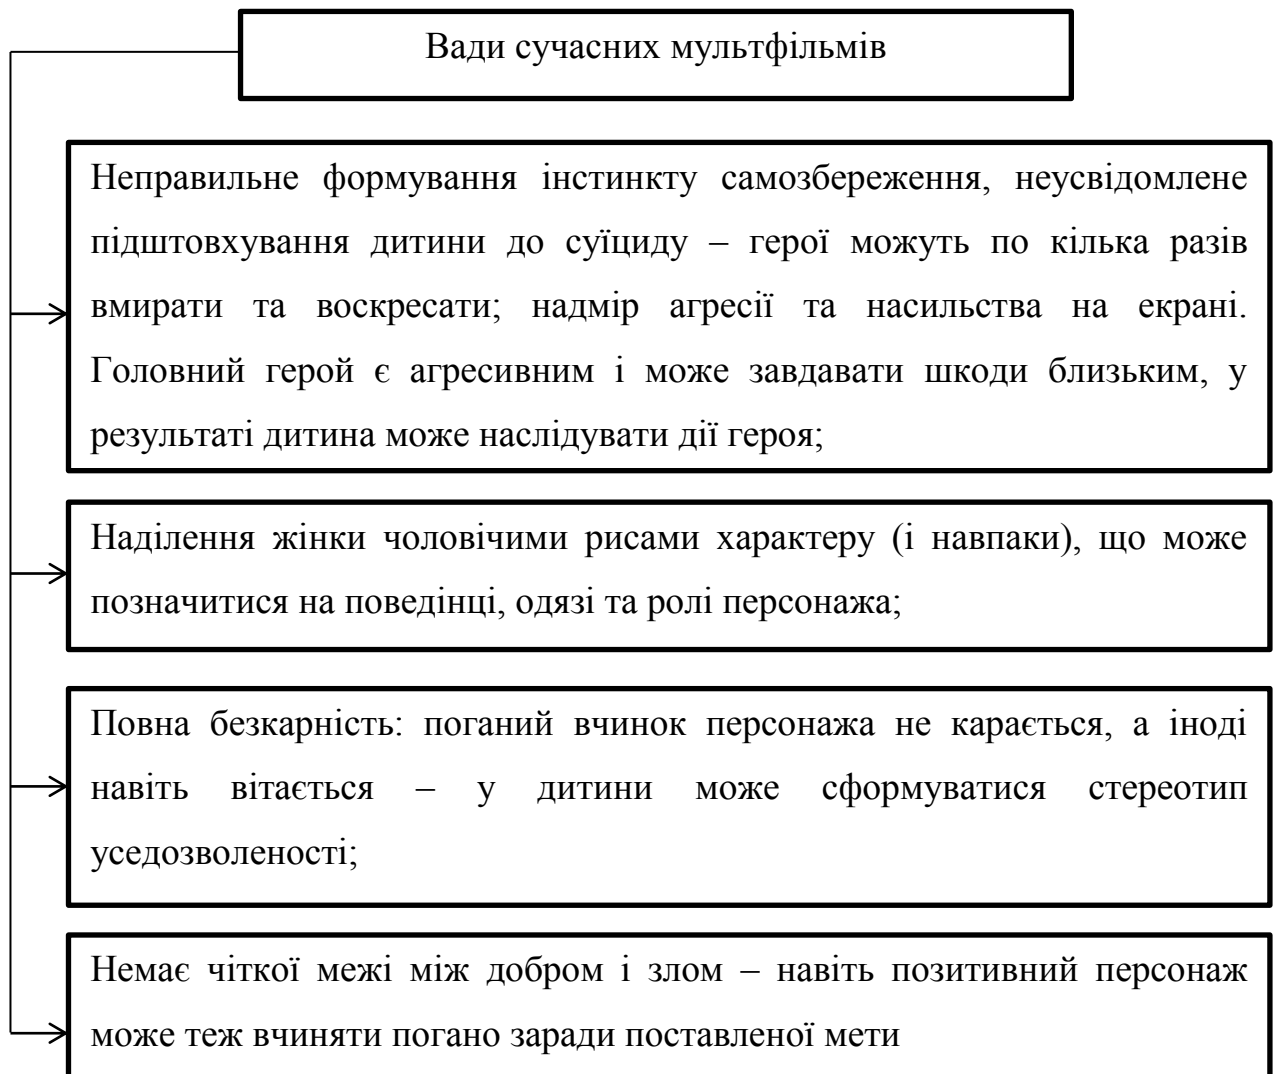 Вади сучасних мультфільмів
Неправильне формування інстинкту самозбереження, неусвідомлене
підштовхування дитини до суїциду – герої можуть по кілька разів
вмирати та воскресати; надмір агресії та насильства на екрані.
Головний герой є агресивним і може завдавати шкоди близьким, у
результаті дитина може наслідувати дії героя;
Наділення жінки чоловічими рисами характеру (і навпаки), що може
позначитися на поведінці, одязі та ролі персонажа;
Повна безкарність: поганий вчинок персонажа не карається, а іноді
навіть вітається – у дитини може сформуватися стереотип
уседозволеності;
Немає чіткої межі між добром і злом – навіть позитивний персонаж
може теж вчиняти погано заради поставленої мети